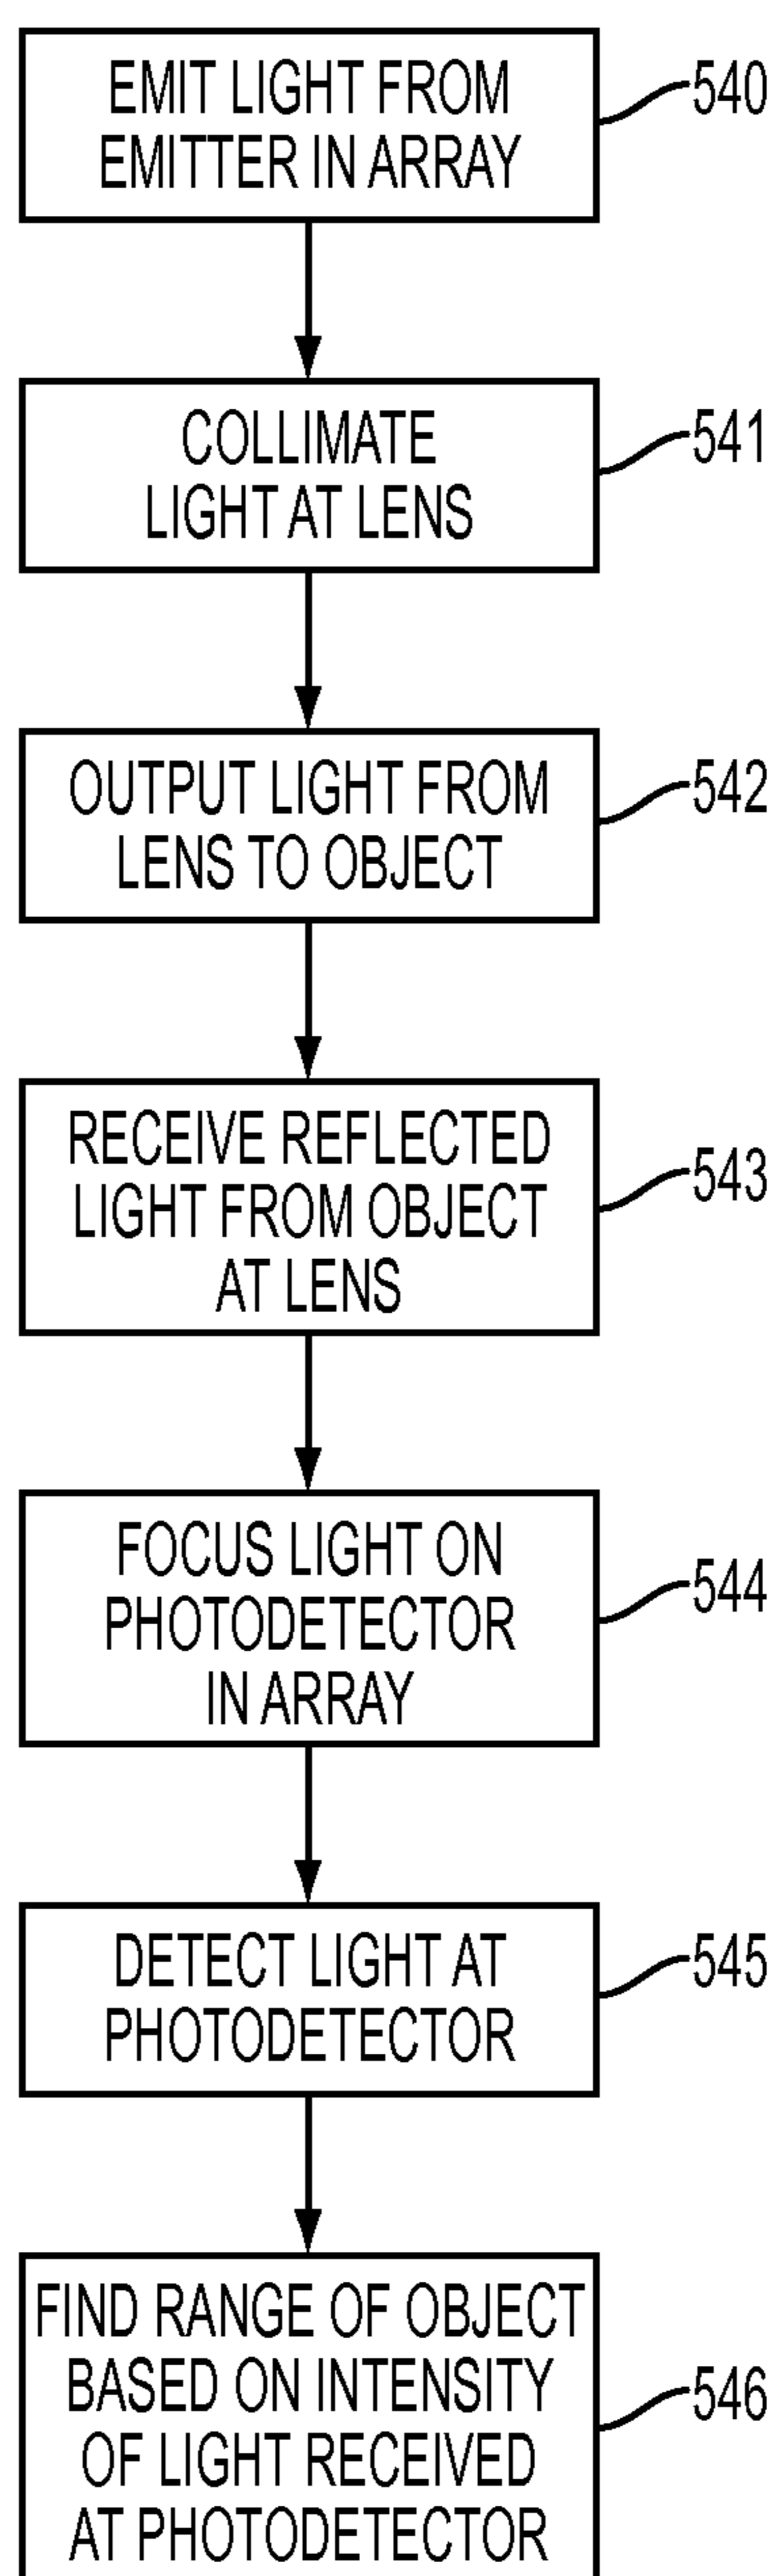 EMIT LIGHT FROM
EMITTER IN ARRAY
540
COLLIMATE
LIGHT AT LENS
541
OUTPUT LIGHT FROM
LENS TO OBJECT
542
RECEIVE REFLECTED
LIGHT FROM OBJECT
AT LENS
543
FOCUS LIGHT ON
PHOTODETECTOR
IN ARRAY
544
DETECT LIGHT AT
PHOTODETECTOR
545
FIND RANGE OF OBJECT
BASED ON INTENSITY
OF LIGHT RECEIVED
AT PHOTODETECTOR
546